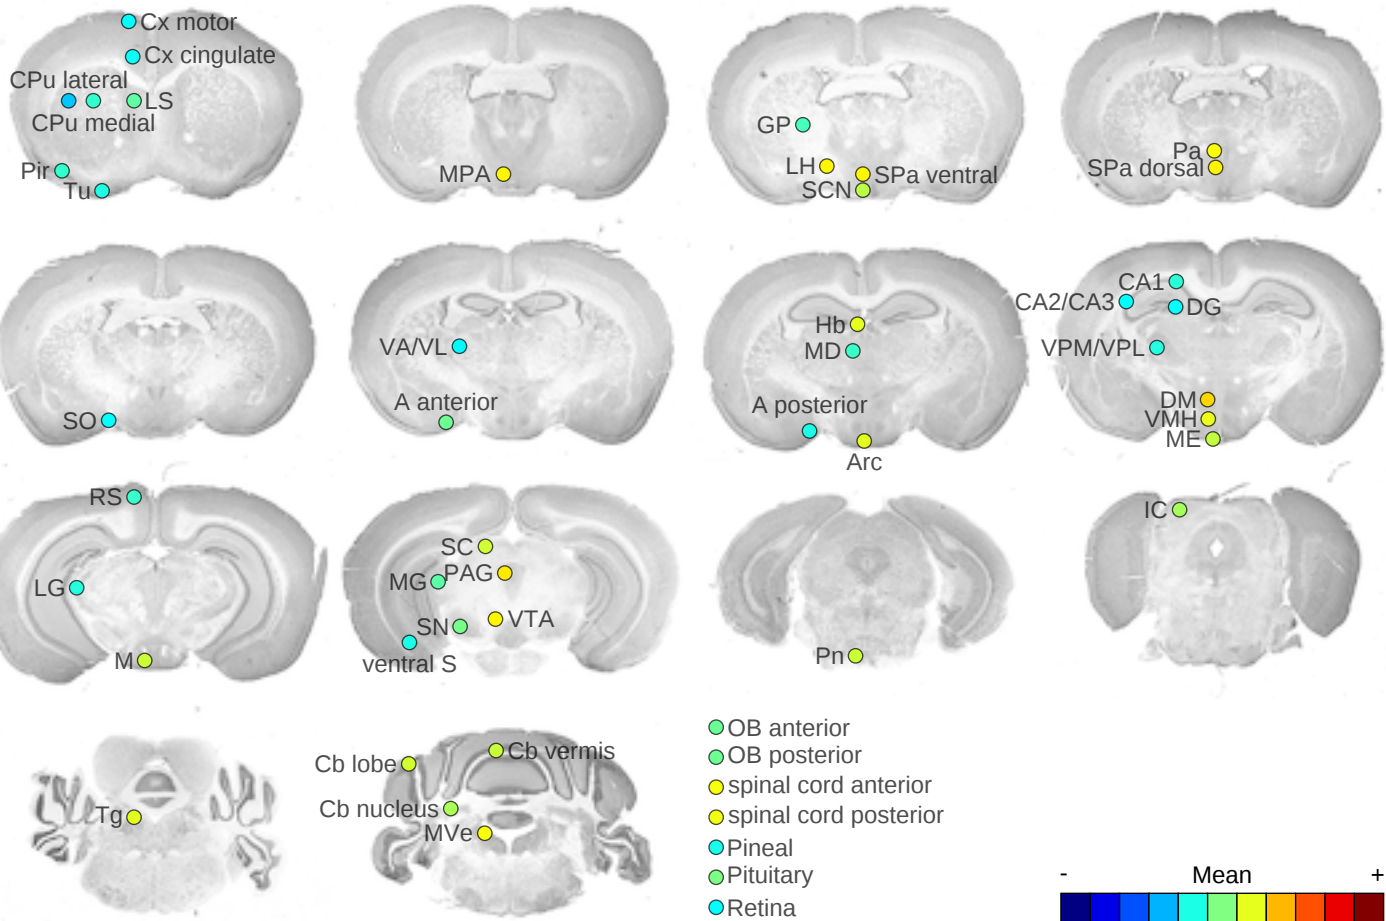 Cx motor
Cx cingulate
CPu lateral
LS
CPu medial
Pir
Tu
MPA
GP
LH
SPa ventral
SCN
Pa
SPa dorsal
SO
VA/VL
A anterior
Hb
MD
A posterior
Arc
CA1
CA2/CA3
DG
VPM/VPL
DM
VMH
ME
RS
LG
M
SC
MG
PAG
SN
VTA
ventral S
Pn
IC
Tg
Cb lobe
Cb vermis
Cb nucleus
MVe
OB anterior
OB posterior
spinal cord anterior
spinal cord posterior
Pineal
Pituitary
Retina
- Mean +